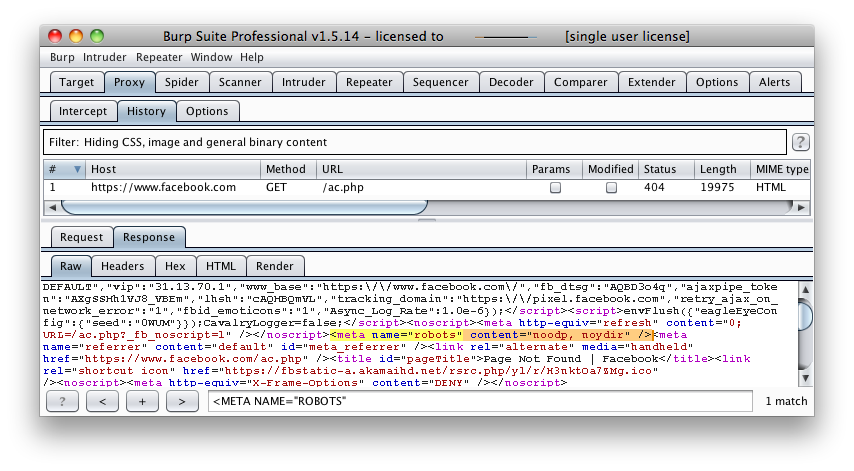 Burp Suite Professional v1.5.14 - licensed to [single user license]
Burp Intruder Repeater Window Help
Target Proxy Spider Scanner Intruder Repeater Sequencer Decoder Comparer Extender Options Alerts
Intercept History Options
Filter: Hiding CSS, image and general binary content ?
# Host Method URL Params Modified Status Length MIME type
1 https://www.facebook.com GET /ac.php 404 19975 HTML
Request Response
Raw Headers Hex HTML Render
DEFAULT","vip":"31.13.70.1","www_base":"https:\/\/www.facebook.com\/","fb_dtsg":"AQBD3o4q","ajaxpipe_toke
n":"AXgSSHh1VJ8_VBEm","lhsh":"cAQHBQmVL","tracking_domain":"https:\/\/pixel.facebook.com","retry_ajax_on_
network_error":"1","fbid_emoticons":"1","Async_Log_Rate":1.0e-6});</script><script>envFlush({"eagleEyeCon
fig":{"seed":"0WUM"}});CavalryLogger=false;</script><noscript><meta http-equiv="refresh" content="0;
URL=/ac.php?_fb_noscript=1" /></noscript><meta name="robots" content="noodp, noydir" /><meta
name="referrer" content="default" id="meta_referrer" /><link rel="alternate" media="handheld"
href="https://www.facebook.com/ac.php" /><title id="pageTitle">Page Not Found | Facebook</title><link
rel="shortcut icon" href="https://fbstatic-a.akamaihd.net/rsrc.php/yl/r/H3nktOa7ZMg.ico"
/><noscript><meta http-equiv="X-Frame-Options" content="DENY" /></noscript>
? < + > <META NAME="ROBOTS" 1 match